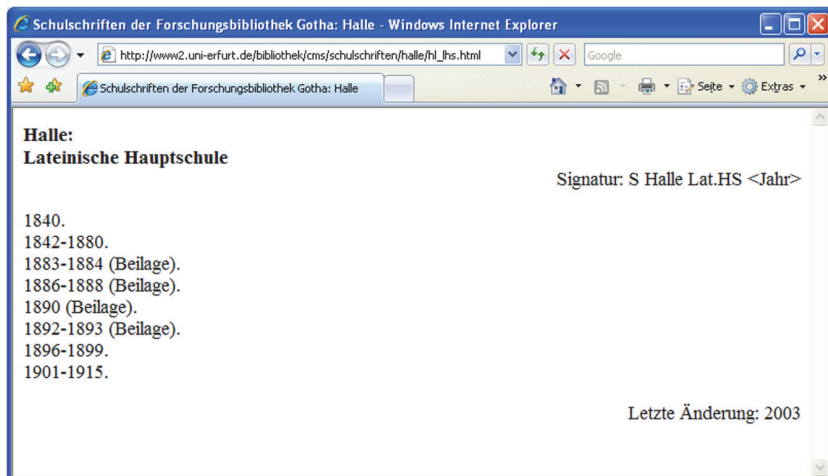 Schulschriften der Forschungsbibliothek Gotha: Halle - Windows Internet Explorer
http://www2.uni-erfurt.de/bibliothek/cms/schulschriften/halle/hl_lhs.html
Google
Schulschriften der Forschungsbibliothek Gotha: Halle
Seite
Extras
Halle:
Lateinische Hauptschule
Signatur: S Halle Lat.HS <Jahr>
1840.
1842-1880.
1883-1884 (Beilage).
1886-1888 (Beilage).
1890 (Beilage).
1892-1893 (Beilage).
1896-1899.
1901-1915.
Letzte Änderung: 2003